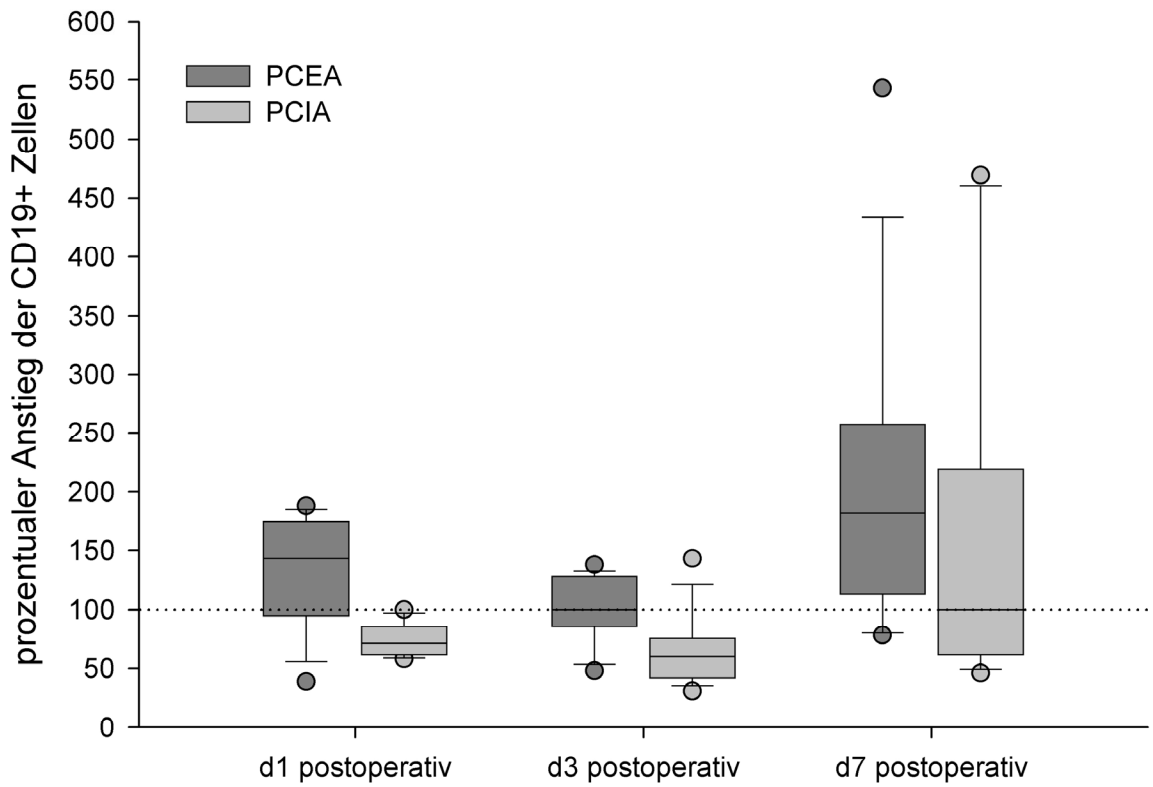 prozentualer Anstieg der CD19+ Zellen
600
550
500
450
400
350
300
250
200
150
100
50
0
PCEA
PCIA
d1 postoperativ
d3 postoperativ
d7 postoperativ